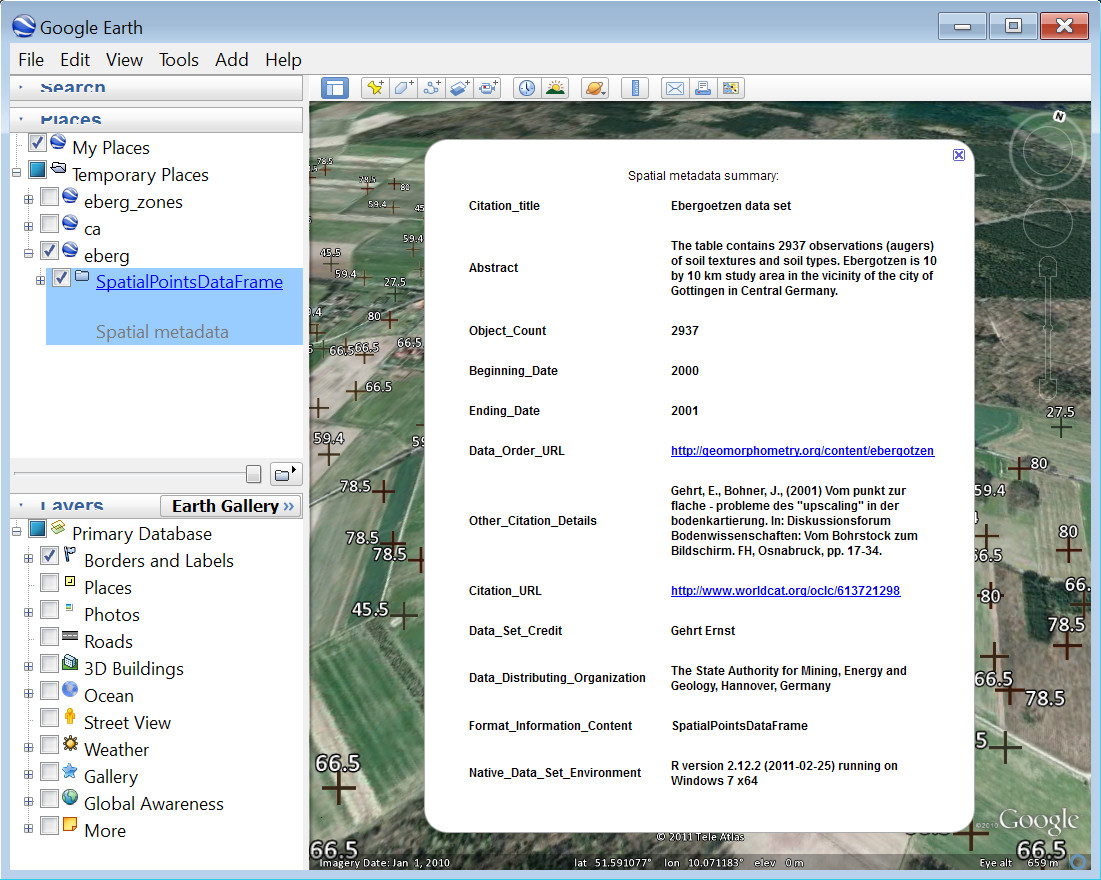 Google Earth
File Edit View Tools Add Help
Search
Places
My Places
Temporary Places
eberg_zones
ca
eberg
SpatialPointsDataFrame
Spatial metadata
Layers
Earth Gallery »
Primary Database
Borders and Labels
Places
Photos
Roads
3D Buildings
Ocean
Street View
Weather
Gallery
Global Awareness
More
Spatial metadata summary:
Citation_title Ebergoetzen data set
Abstract
The table contains 2937 observations (augers)
of soil textures and soil types. Ebergotzen is 10
by 10 km study area in the vicinity of the city of
Gottingen in Central Germany.
Object_Count 2937
Beginning_Date 2000
Ending_Date 2001
Data_Order_URL http://geomorphometry.org/content/ebergotzen
Other_Citation_Details
Gehrt, E., Bohner, J., (2001) Vom punkt zur
flache - probleme des "upscaling" in der
bodenkartierung. In: Diskussionsforum
Bodenwissenschaften: Vom Bohrstock zum
Bildschirm. FH, Osnabruck, pp. 17-34.
Citation_URL http://www.worldcat.org/oclc/613721298
Data_Set_Credit Gehrt Ernst
Data_Distributing_Organization
The State Authority for Mining, Energy and
Geology, Hannover, Germany
Format_Information_Content SpatialPointsDataFrame
Native_Data_Set_Environment
R version 2.12.2 (2011-02-25) running on
Windows 7 x64
N
78.5
78.5
80
59.4
59.4
45.5
59.4
27.5
80
66.5
66.5
66.5
59.4
78.5
78.5
78.5
45.5
66.5
66.5
27.5
80
59.4
80
80
78.5
66.5
78.5
66.5
©2010 Google
© 2011 Tele Atlas
Imagery Date: Jan 1, 2010 lat 51.591077° lon 10.071183° elev 0 m Eye alt 659 m